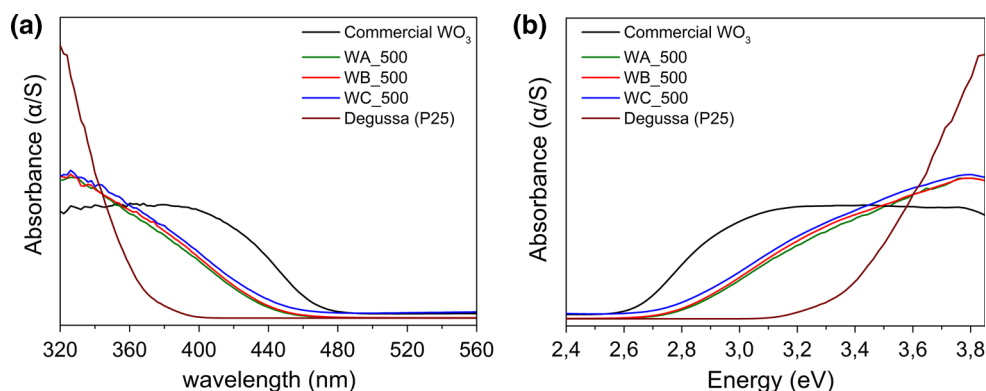 (a)
Commercial WO₃
WA_500
WB_500
WC_500
Degussa (P25)
Absorbance (α/S)
320 360 400 440 480 520 560
wavelength (nm)
(b)
Commercial WO₃
WA_500
WB_500
WC_500
Degussa (P25)
Absorbance (α/S)
2,4 2,6 2,8 3,0 3,2 3,4 3,6 3,8
Energy (eV)